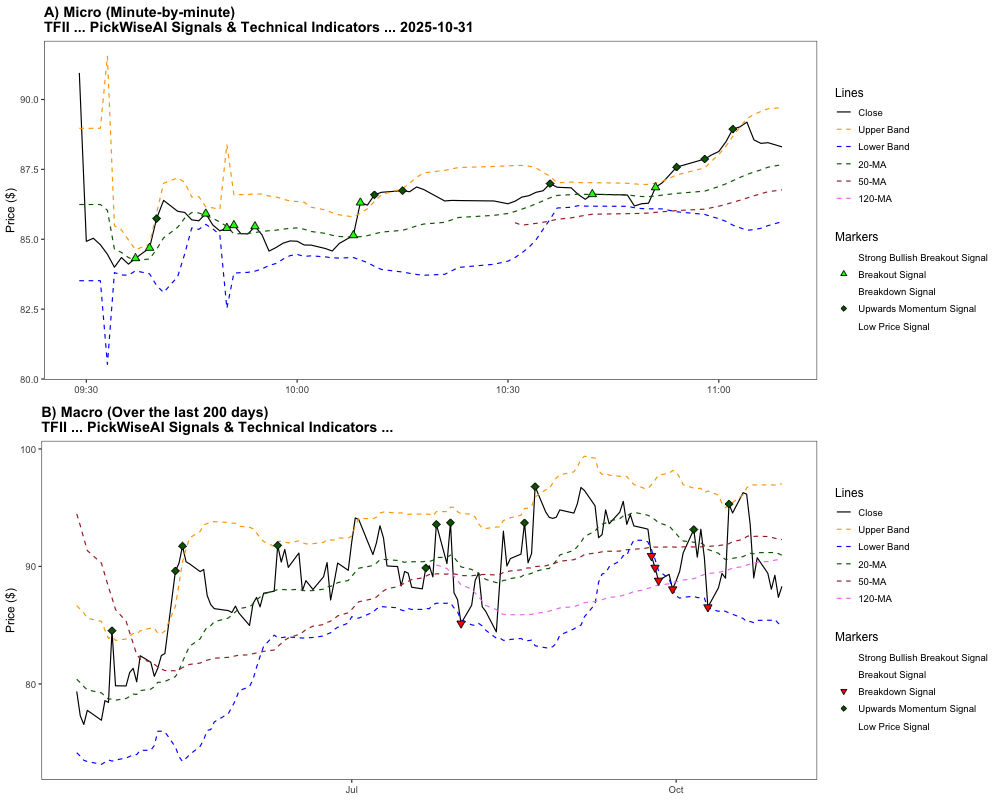 A) Micro (Minute-by-minute)
TFII ... PickWiseAI Signals & Technical Indicators ... 2025-10-31
Price ($)
90.0
87.5
85.0
82.5
80.0
09:30
10:00
10:30
11:00
Lines
Close
Upper Band
Lower Band
20-MA
50-MA
120-MA
Markers
Strong Bullish Breakout Signal
Breakout Signal
Breakdown Signal
Upwards Momentum Signal
Low Price Signal
B) Macro (Over the last 200 days)
TFII ... PickWiseAI Signals & Technical Indicators ...
Price ($)
100
90
80
Jul
Oct
Lines
Close
Upper Band
Lower Band
20-MA
50-MA
120-MA
Markers
Strong Bullish Breakout Signal
Breakout Signal
Breakdown Signal
Upwards Momentum Signal
Low Price Signal